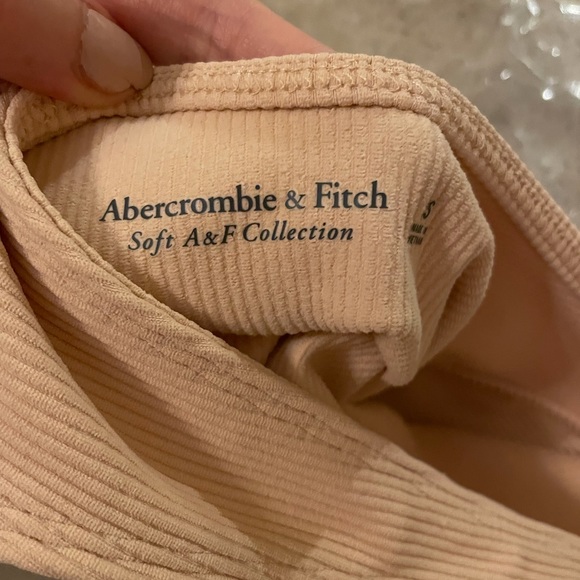 Abercrombie & Fitch
Soft A&F Collection
S